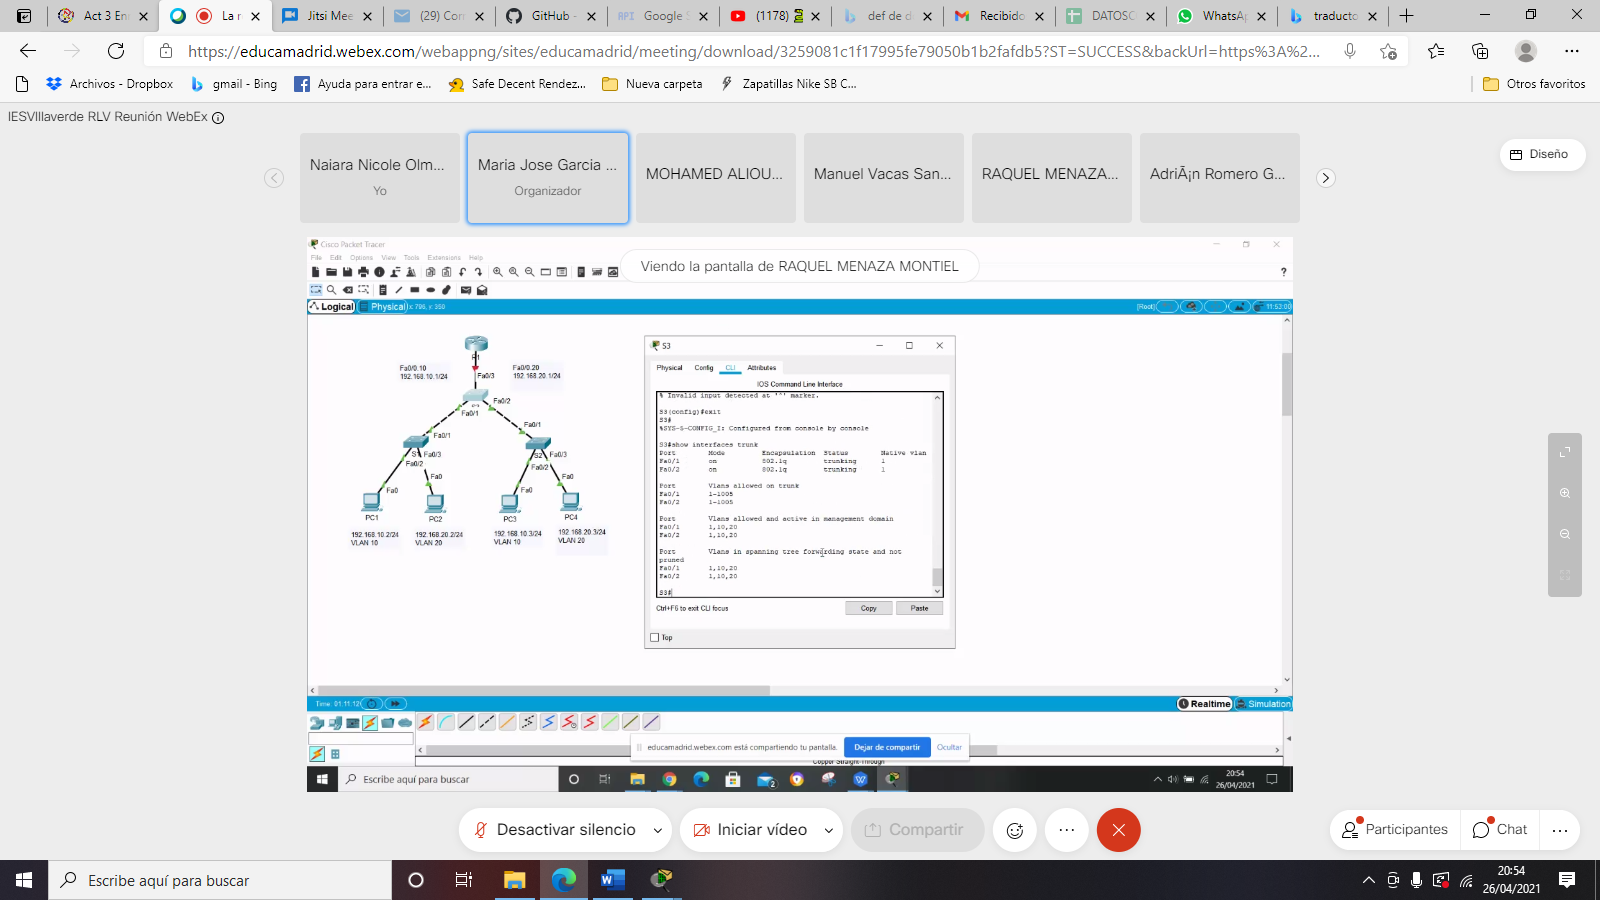 Act 3 En
La r
Jitsi Mee
(29) Corr
GitHub -
Google S
(1178)
def de d
Recibido
DATOSC
WhatsAp
traducto
https://educamadrid.webex.com/webappng/sites/educamadrid/meeting/download/3259081c1f17995fe79050b1b2fafdb5?ST=SUCCESS&backUrl=https%3A%2...
Archivos - Dropbox
gmail - Bing
Ayuda para entrar e...
Safe Decent Rendez...
Nueva carpeta
Zapatillas Nike SB C...
Otros favoritos
IESVIllaverde RLV Reunión WebEx
Naiara Nicole Olm...
Yo
Maria Jose Garcia ...
Organizador
MOHAMED ALIOU...
Manuel Vacas San...
RAQUEL MENAZA...
AdriÃ¡n Romero G...
Diseño
Cisco Packet Tracer
File Edit Options View Tools Extensions Help
Viendo la pantalla de RAQUEL MENAZA MONTIEL
Logical
Physical
x: 796, y: 350
[Root]
11:53:00
Fa0/0.10
192.168.10.1/24
Fa0/0.20
192.168.20.1/24
Fa0/3
Fa0/2
Fa0/1
Fa0/1
Fa0/1
S1
Fa0/3
Fa0/2
S2
Fa0/3
Fa0/2
Fa0
Fa0
Fa0
Fa0
PC1
PC2
PC3
PC4
192.168.10.2/24
VLAN 10
192.168.20.2/24
VLAN 20
192.168.10.3/24
VLAN 10
192.168.20.3/24
VLAN 20
S3
Physical Config CLI Attributes
IOS Command Line Interface
% Invalid input detected at '^' marker.
S3(config)#exit
S3#
%SYS-5-CONFIG_I: Configured from console by console
S3#show interfaces trunk
Port Mode Encapsulation Status Native vlan
Fa0/1 on 802.1q trunking 1
Fa0/2 on 802.1q trunking 1
Port Vlans allowed on trunk
Fa0/1 1-1005
Fa0/2 1-1005
Port Vlans allowed and active in management domain
Fa0/1 1,10,20
Fa0/2 1,10,20
Port Vlans in spanning tree forwarding state and not
pruned
Fa0/1 1,10,20
Fa0/2 1,10,20
S3#
Ctrl+F6 to exit CLI focus
Copy
Paste
Top
Time: 01:11:12
Realtime
Simulation
educamadrid.webex.com está compartiendo tu pantalla.
Dejar de compartir
Ocultar
Copper Straight-Through
Escribe aquí para buscar
20:54
26/04/2021
Desactivar silencio
Iniciar vídeo
Compartir
Participantes
Chat
Escribe aquí para buscar
20:54
26/04/2021